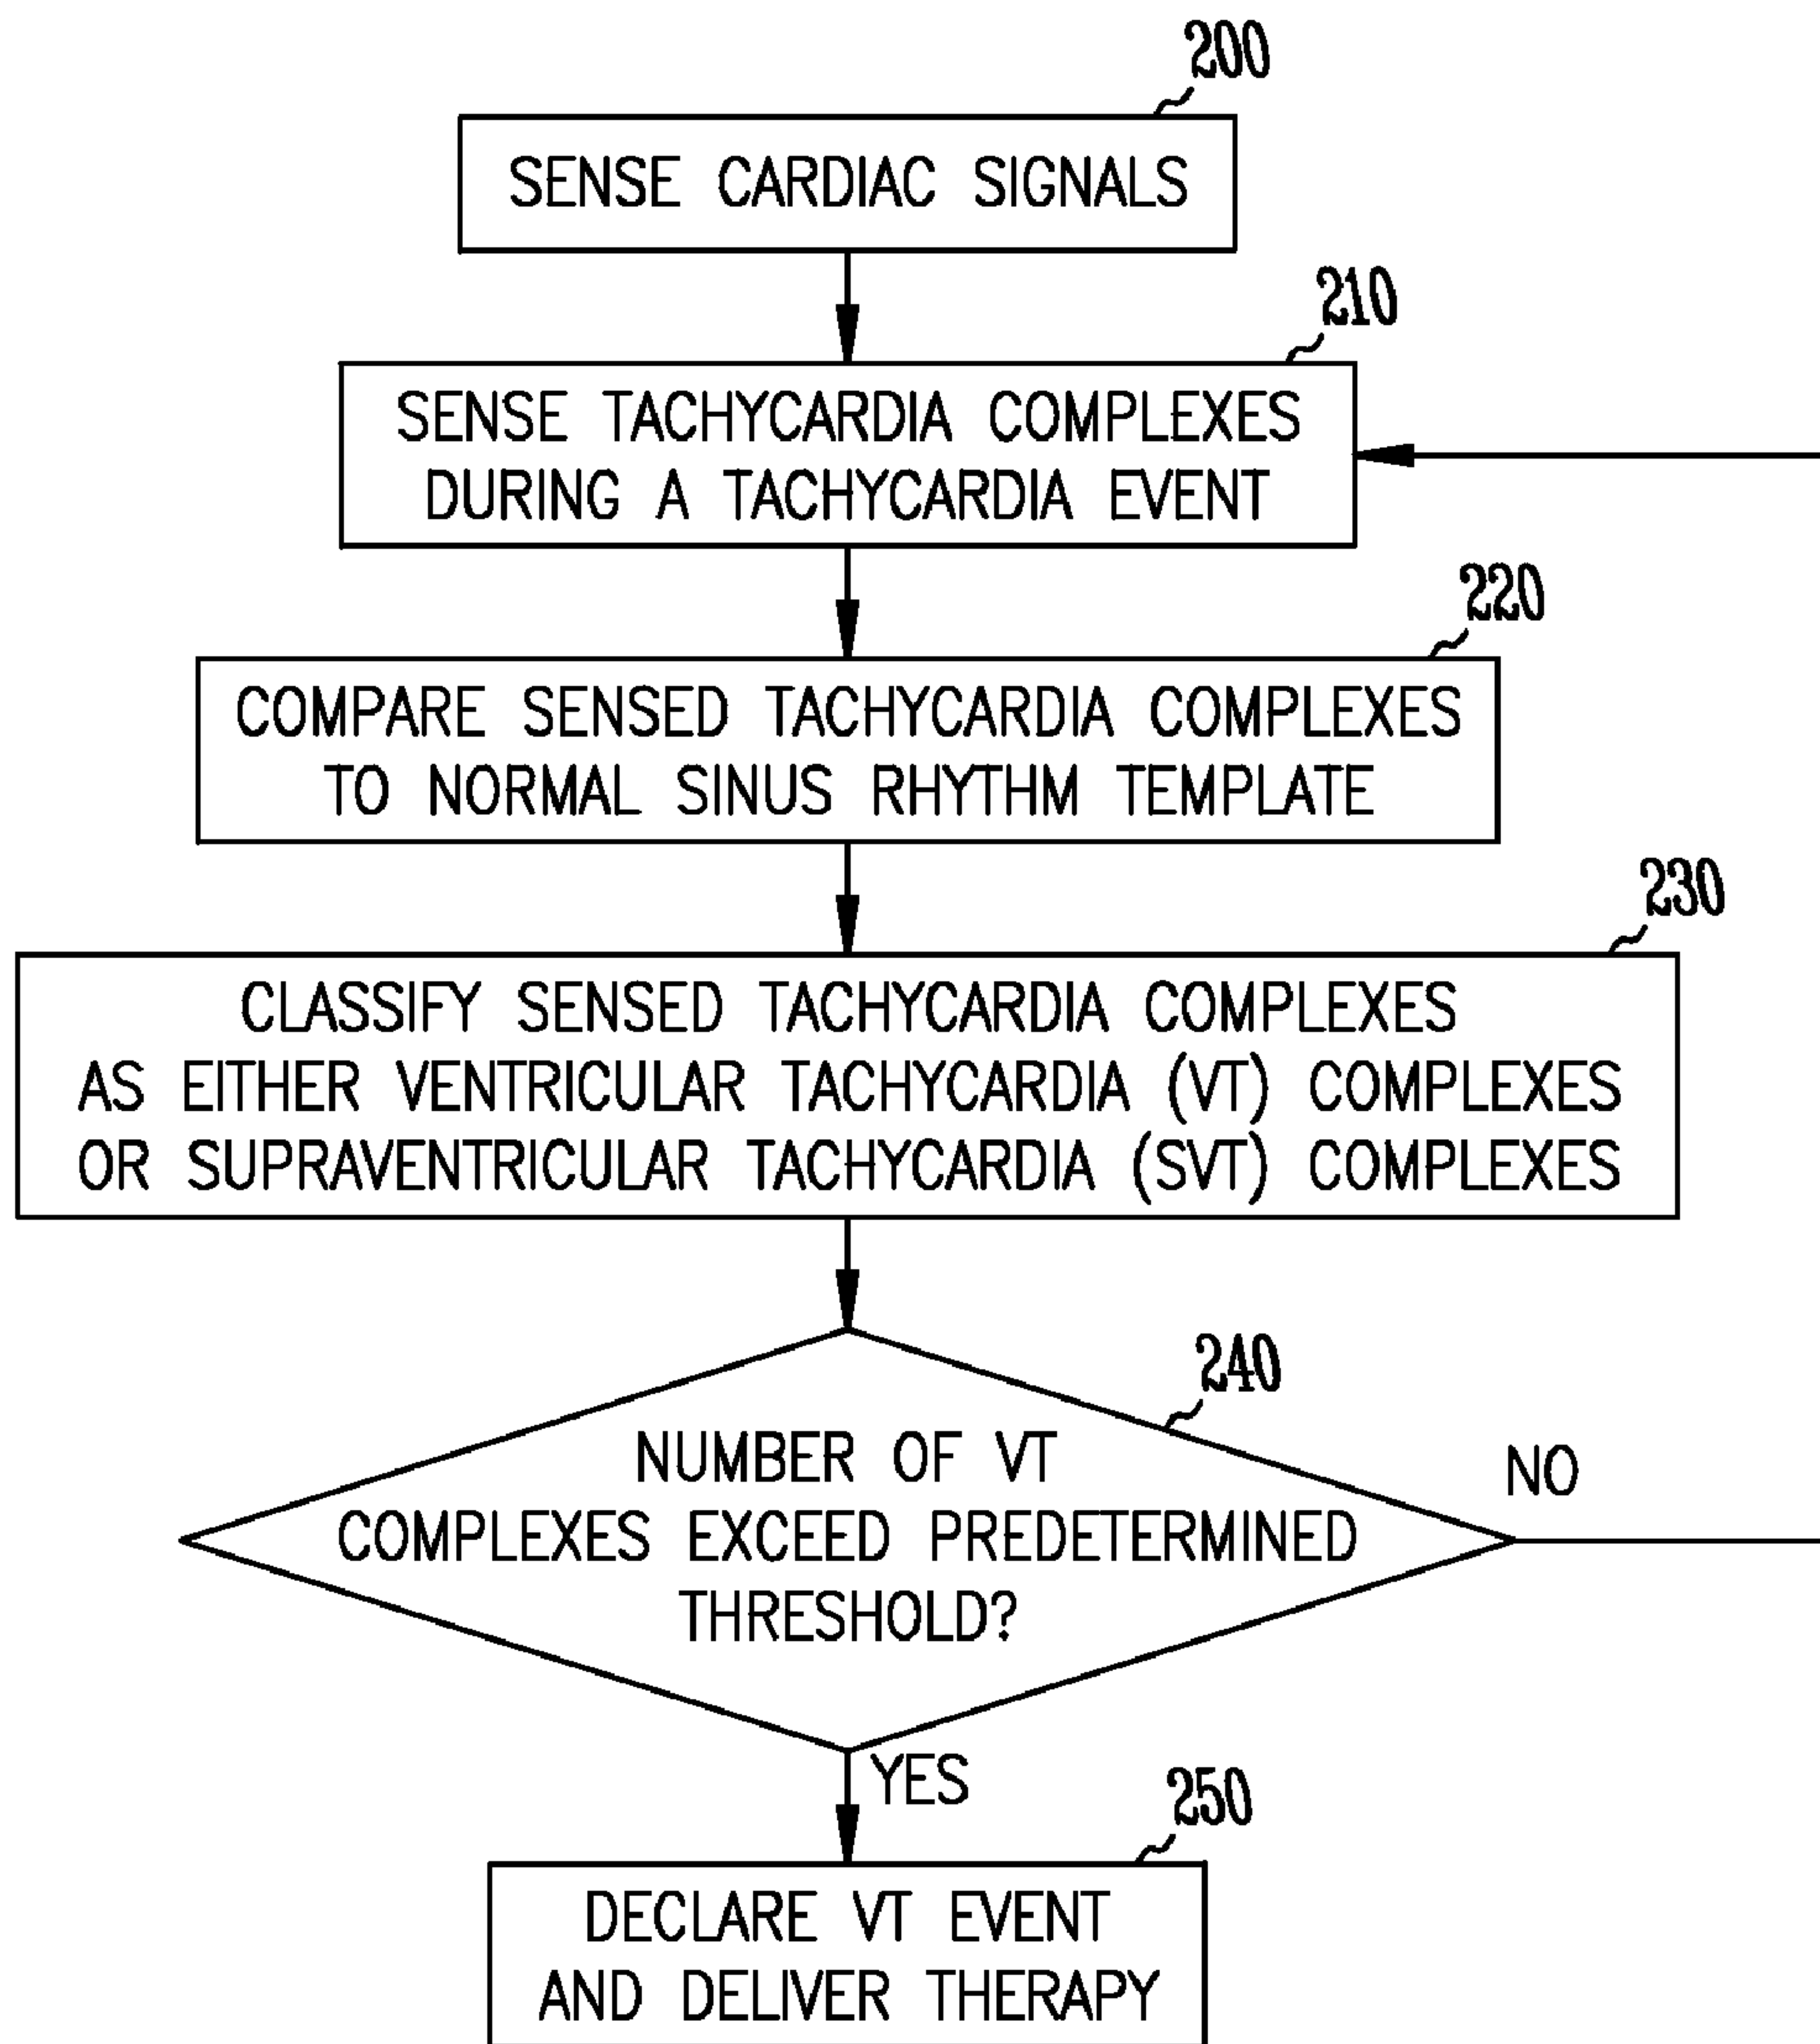 200
SENSE CARDIAC SIGNALS
210
SENSE TACHYCARDIA COMPLEXES
DURING A TACHYCARDIA EVENT
220
COMPARE SENSED TACHYCARDIA COMPLEXES
TO NORMAL SINUS RHYTHM TEMPLATE
230
CLASSIFY SENSED TACHYCARDIA COMPLEXES
AS EITHER VENTRICULAR TACHYCARDIA (VT) COMPLEXES
OR SUPRAVENTRICULAR TACHYCARDIA (SVT) COMPLEXES
240
NUMBER OF VT
COMPLEXES EXCEED PREDETERMINED
THRESHOLD?
NO
YES
250
DECLARE VT EVENT
AND DELIVER THERAPY